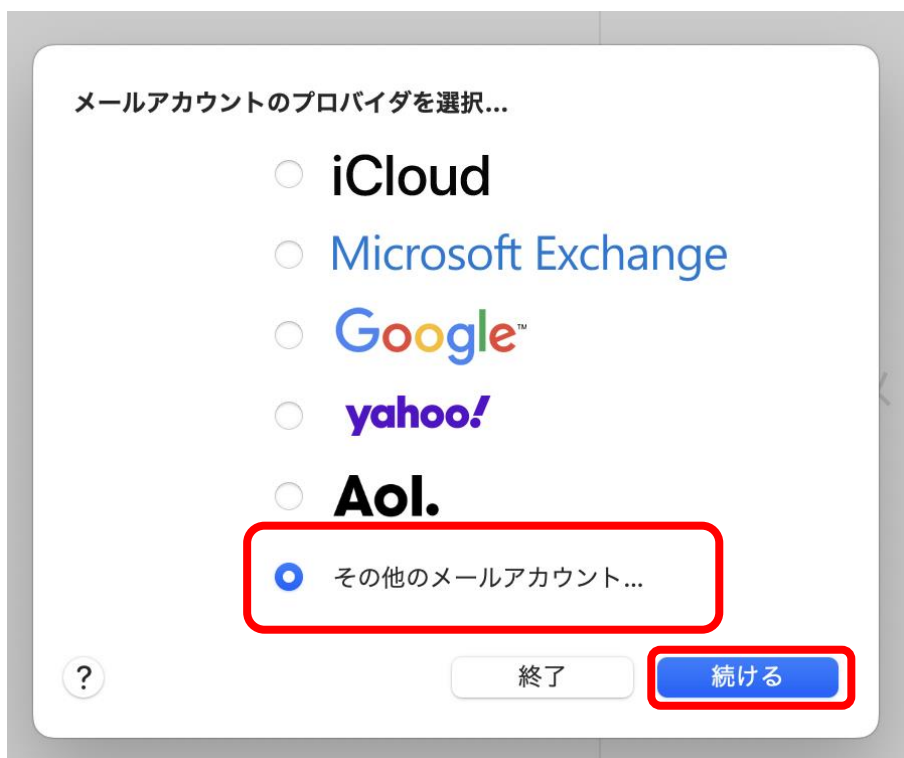 メールアカウントのプロバイダを選択...
iCloud
Microsoft Exchange
Google™
yahoo!
Aol.
その他のメールアカウント...
?
終了
続ける